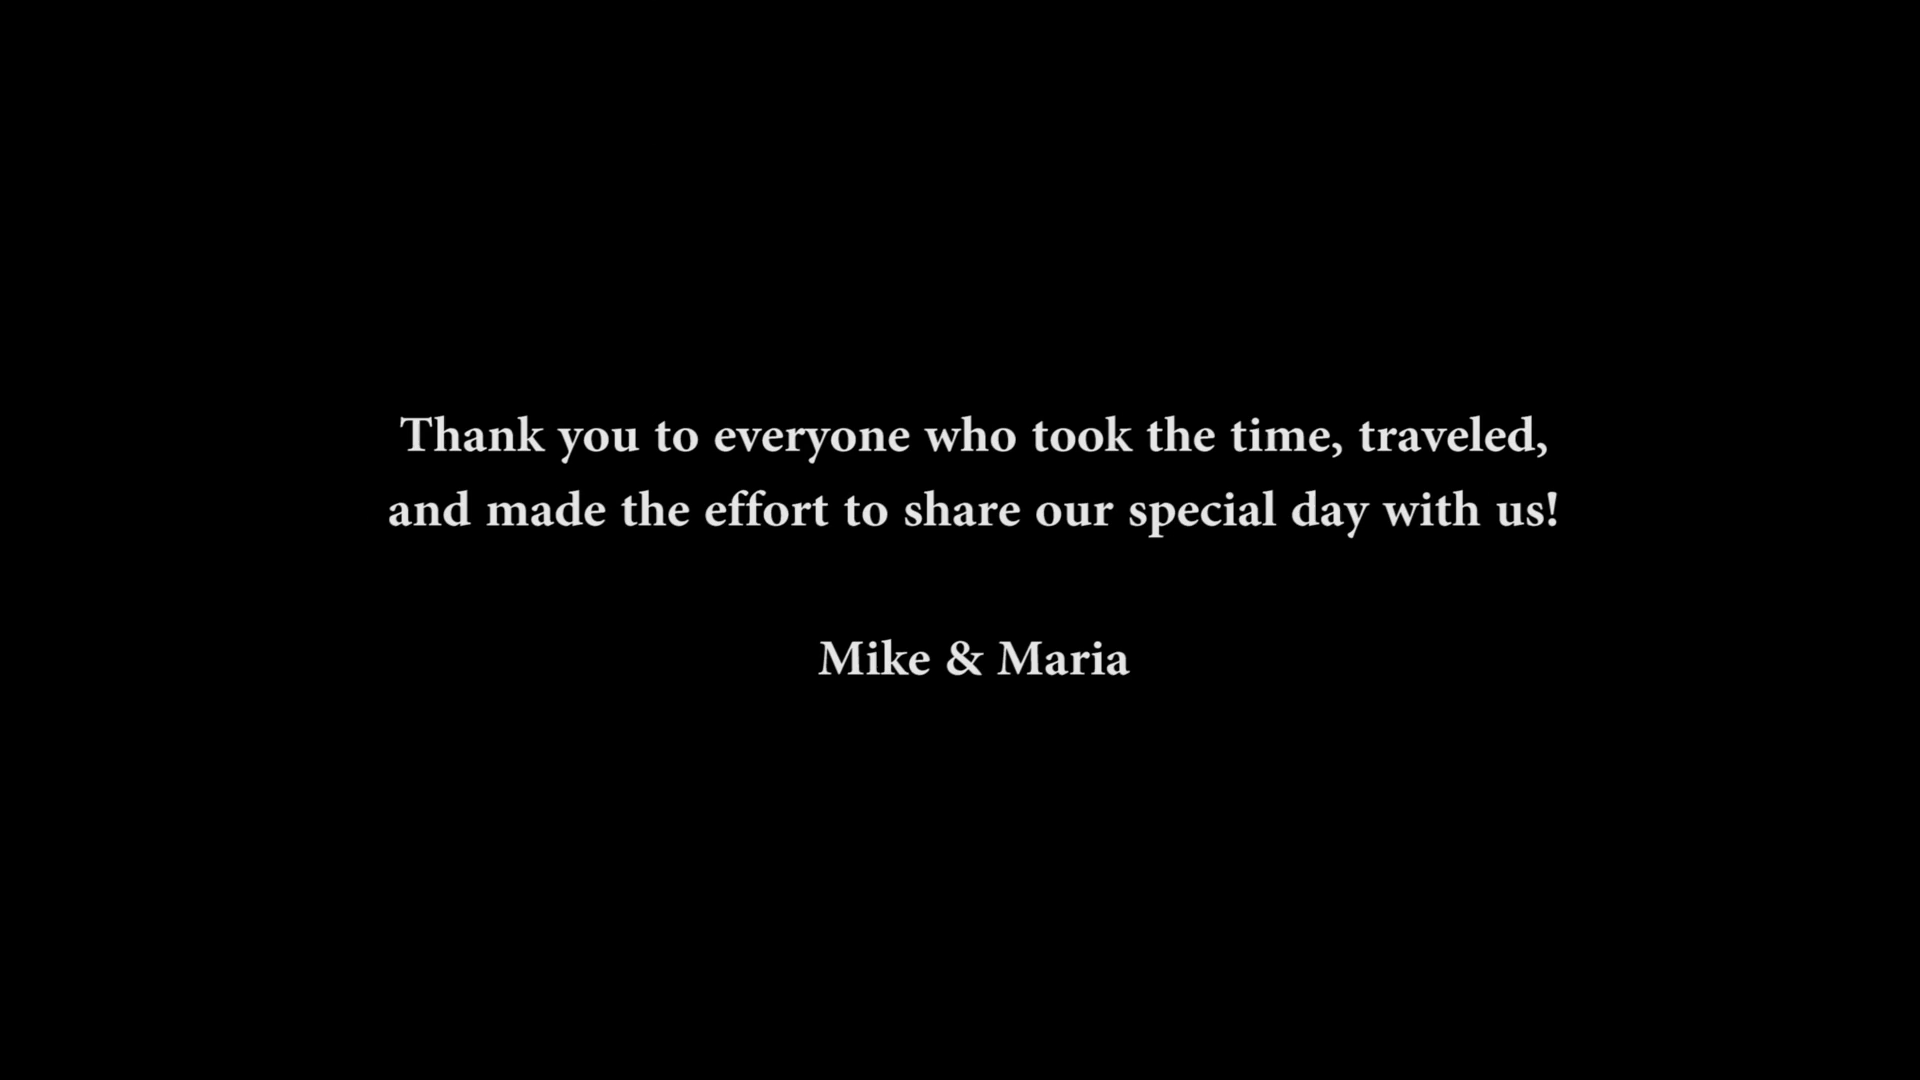 Thank you to everyone who took the time, traveled,
and made the effort to share our special day with us!
Mike & Maria